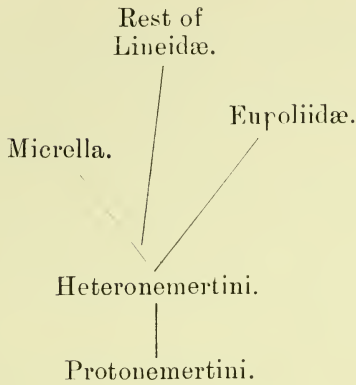 Rest of
Lineidæ.
Eupoliidæ.
Micrella.
Heteronemertini.
Protonemertini.